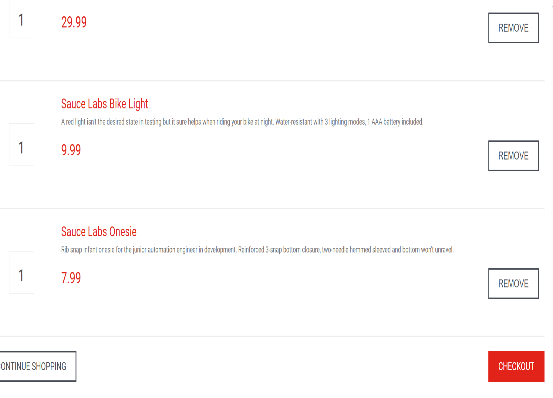 1
29.99
REMOVE
Sauce Labs Bike Light
A red light isn't the desired state in testing but it sure helps when riding your bike at night. Water-resistant with 3 lighting modes, 1 AAA battery included.
1
9.99
REMOVE
Sauce Labs Onesie
Rib snap infant onesie for the junior automation engineer in development. Reinforced 3-snap bottom closure, two-needle hemmed sleeved and bottom won't unravel.
1
7.99
REMOVE
ONTINUE SHOPPING
CHECKOUT